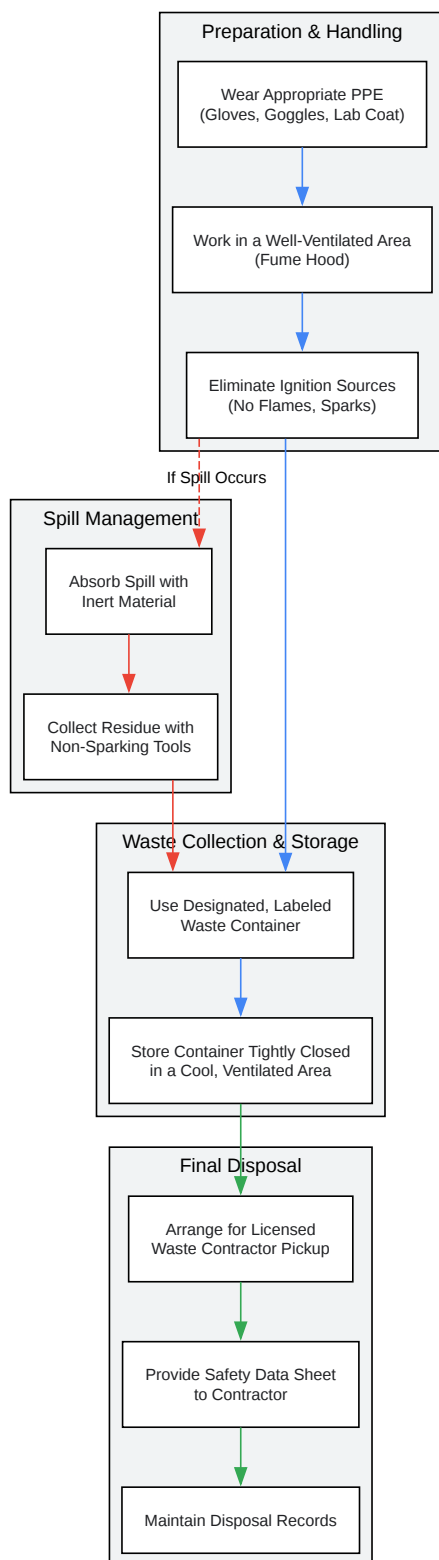 Preparation & Handling
Wear Appropriate PPE
(Gloves, Goggles, Lab Coat)
Work in a Well-Ventilated Area
(Fume Hood)
Eliminate Ignition Sources
(No Flames, Sparks)
If Spill Occurs
Spill Management
Absorb Spill with
Inert Material
Collect Residue with
Non-Sparking Tools
Waste Collection & Storage
Use Designated, Labeled
Waste Container
Store Container Tightly Closed
in a Cool, Ventilated Area
Final Disposal
Arrange for Licensed
Waste Contractor Pickup
Provide Safety Data Sheet
to Contractor
Maintain Disposal Records